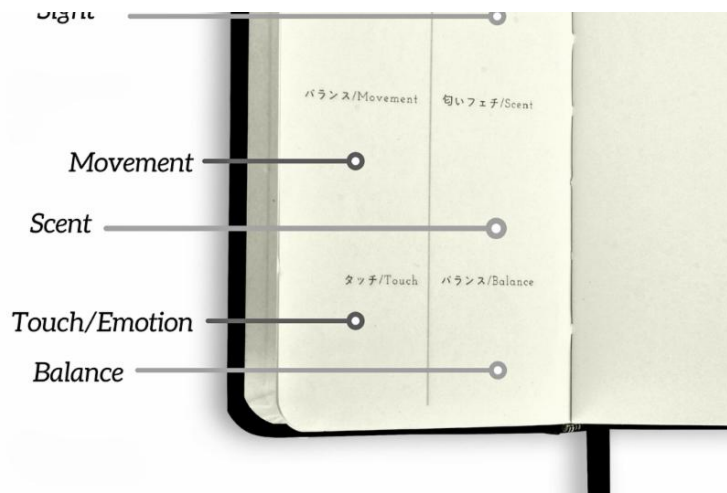 Sight
バランス/Movement
匂いフェチ/Scent
Movement
Scent
タッチ/Touch
バランス/Balance
Touch/Emotion
Balance